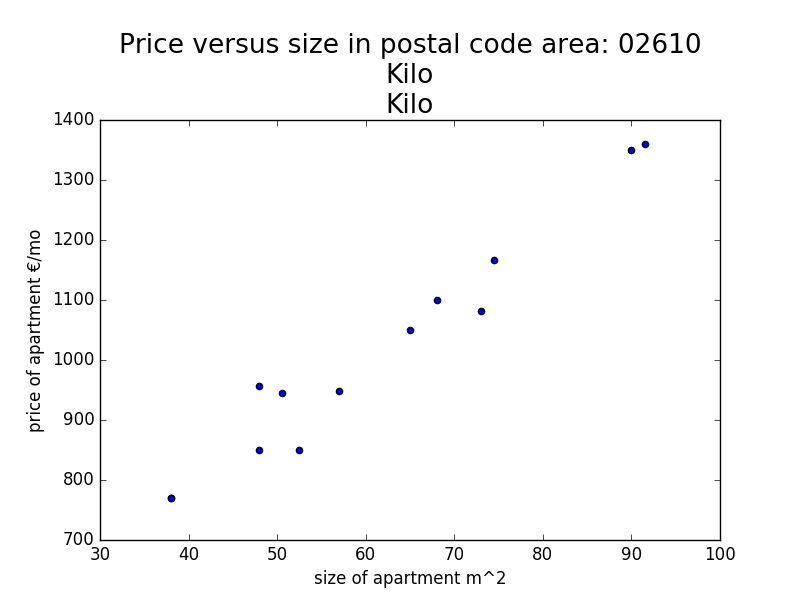 Price versus size in postal code area: 02610
Kilo
Kilo
1400
1300
1200
1100
1000
900
800
700
price of apartment €/mo
30 40 50 60 70 80 90 100
size of apartment m^2